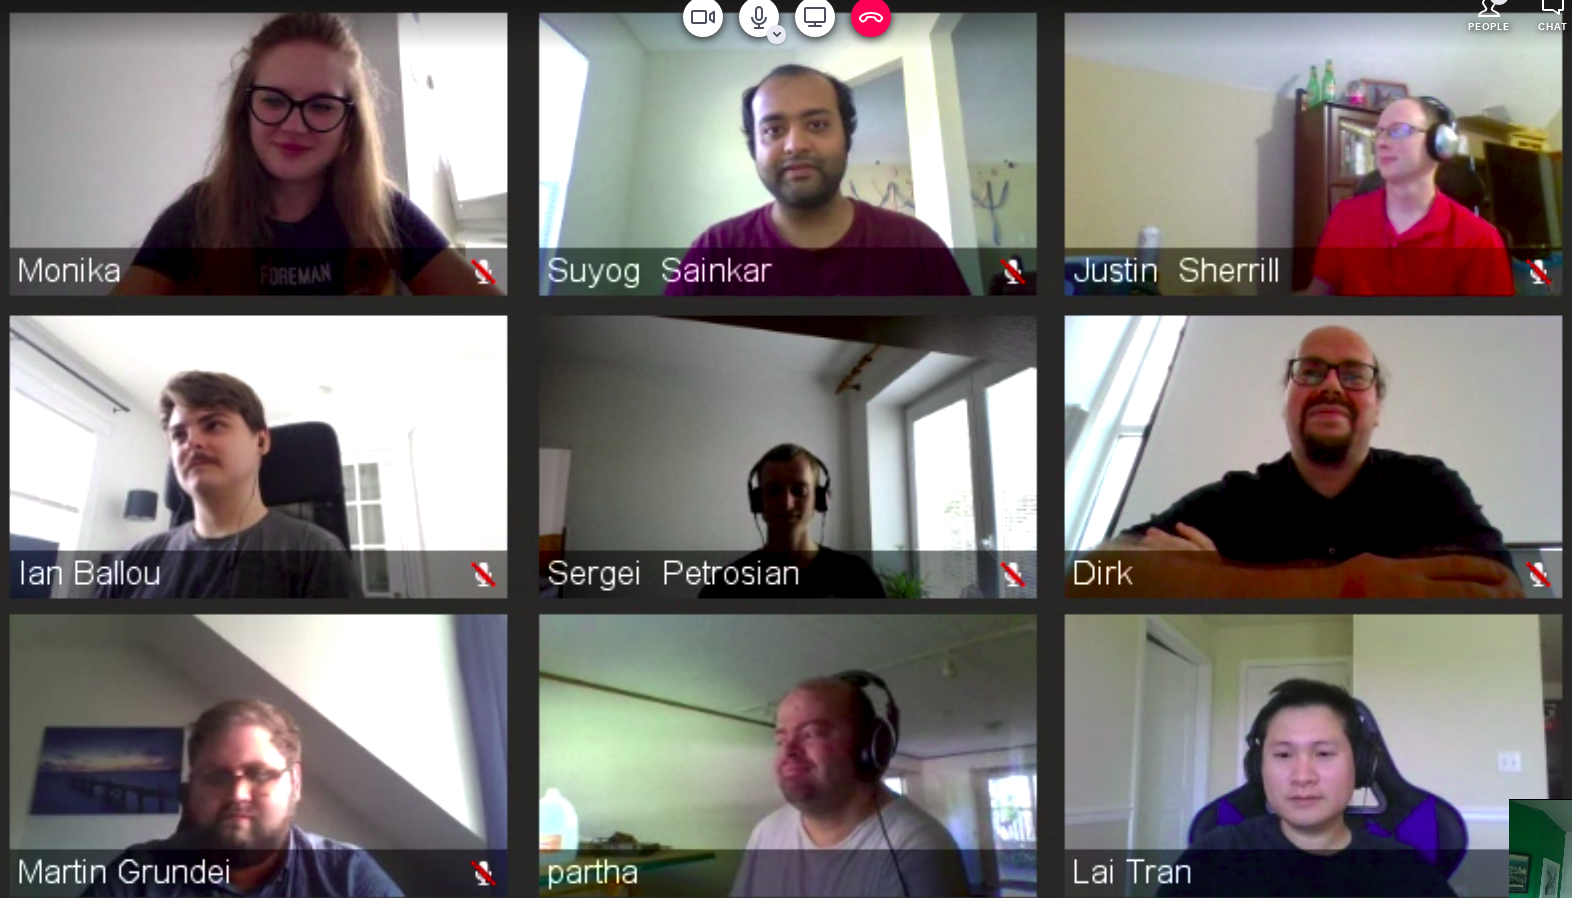 PEOPLE
CHAT
FOREMAN
Monika
Suyog Sainkar
Justin Sherrill
Ian Ballou
Sergei Petrosian
Dirk
Martin Grundei
partha
Lai Tran